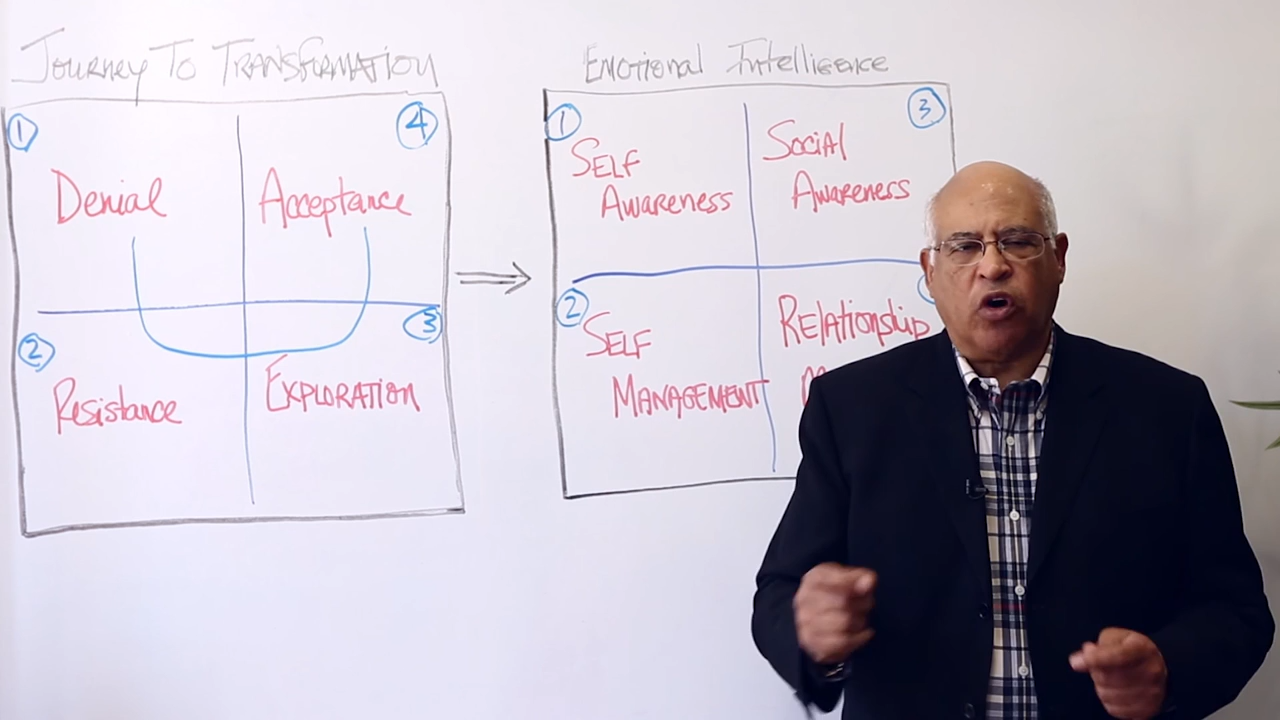 Journey To Transformation
Emotional Intelligence
1
4
Denial
Acceptance
2
3
Resistance
Exploration
1
3
Self
Awareness
Social
Awareness
2
Self
Management
Relationship